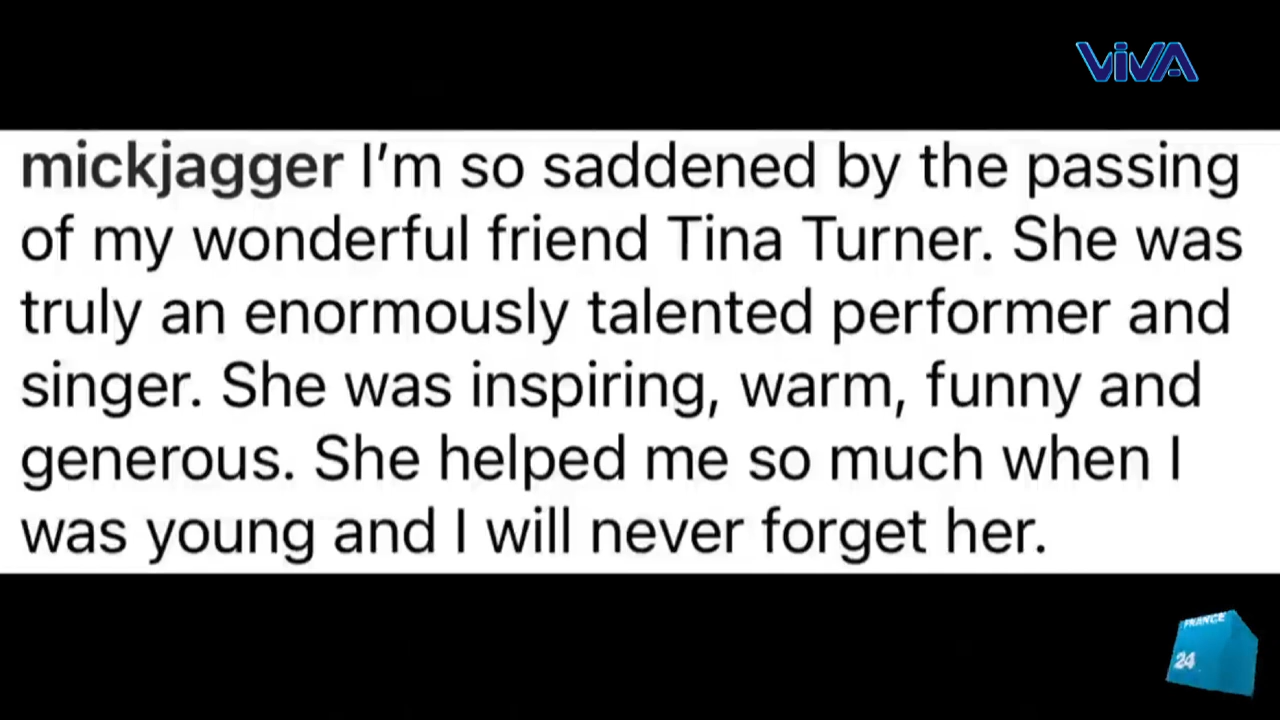 ViVA
mickjagger I’m so saddened by the passing
of my wonderful friend Tina Turner. She was
truly an enormously talented performer and
singer. She was inspiring, warm, funny and
generous. She helped me so much when I
was young and I will never forget her.
FRANCE
24